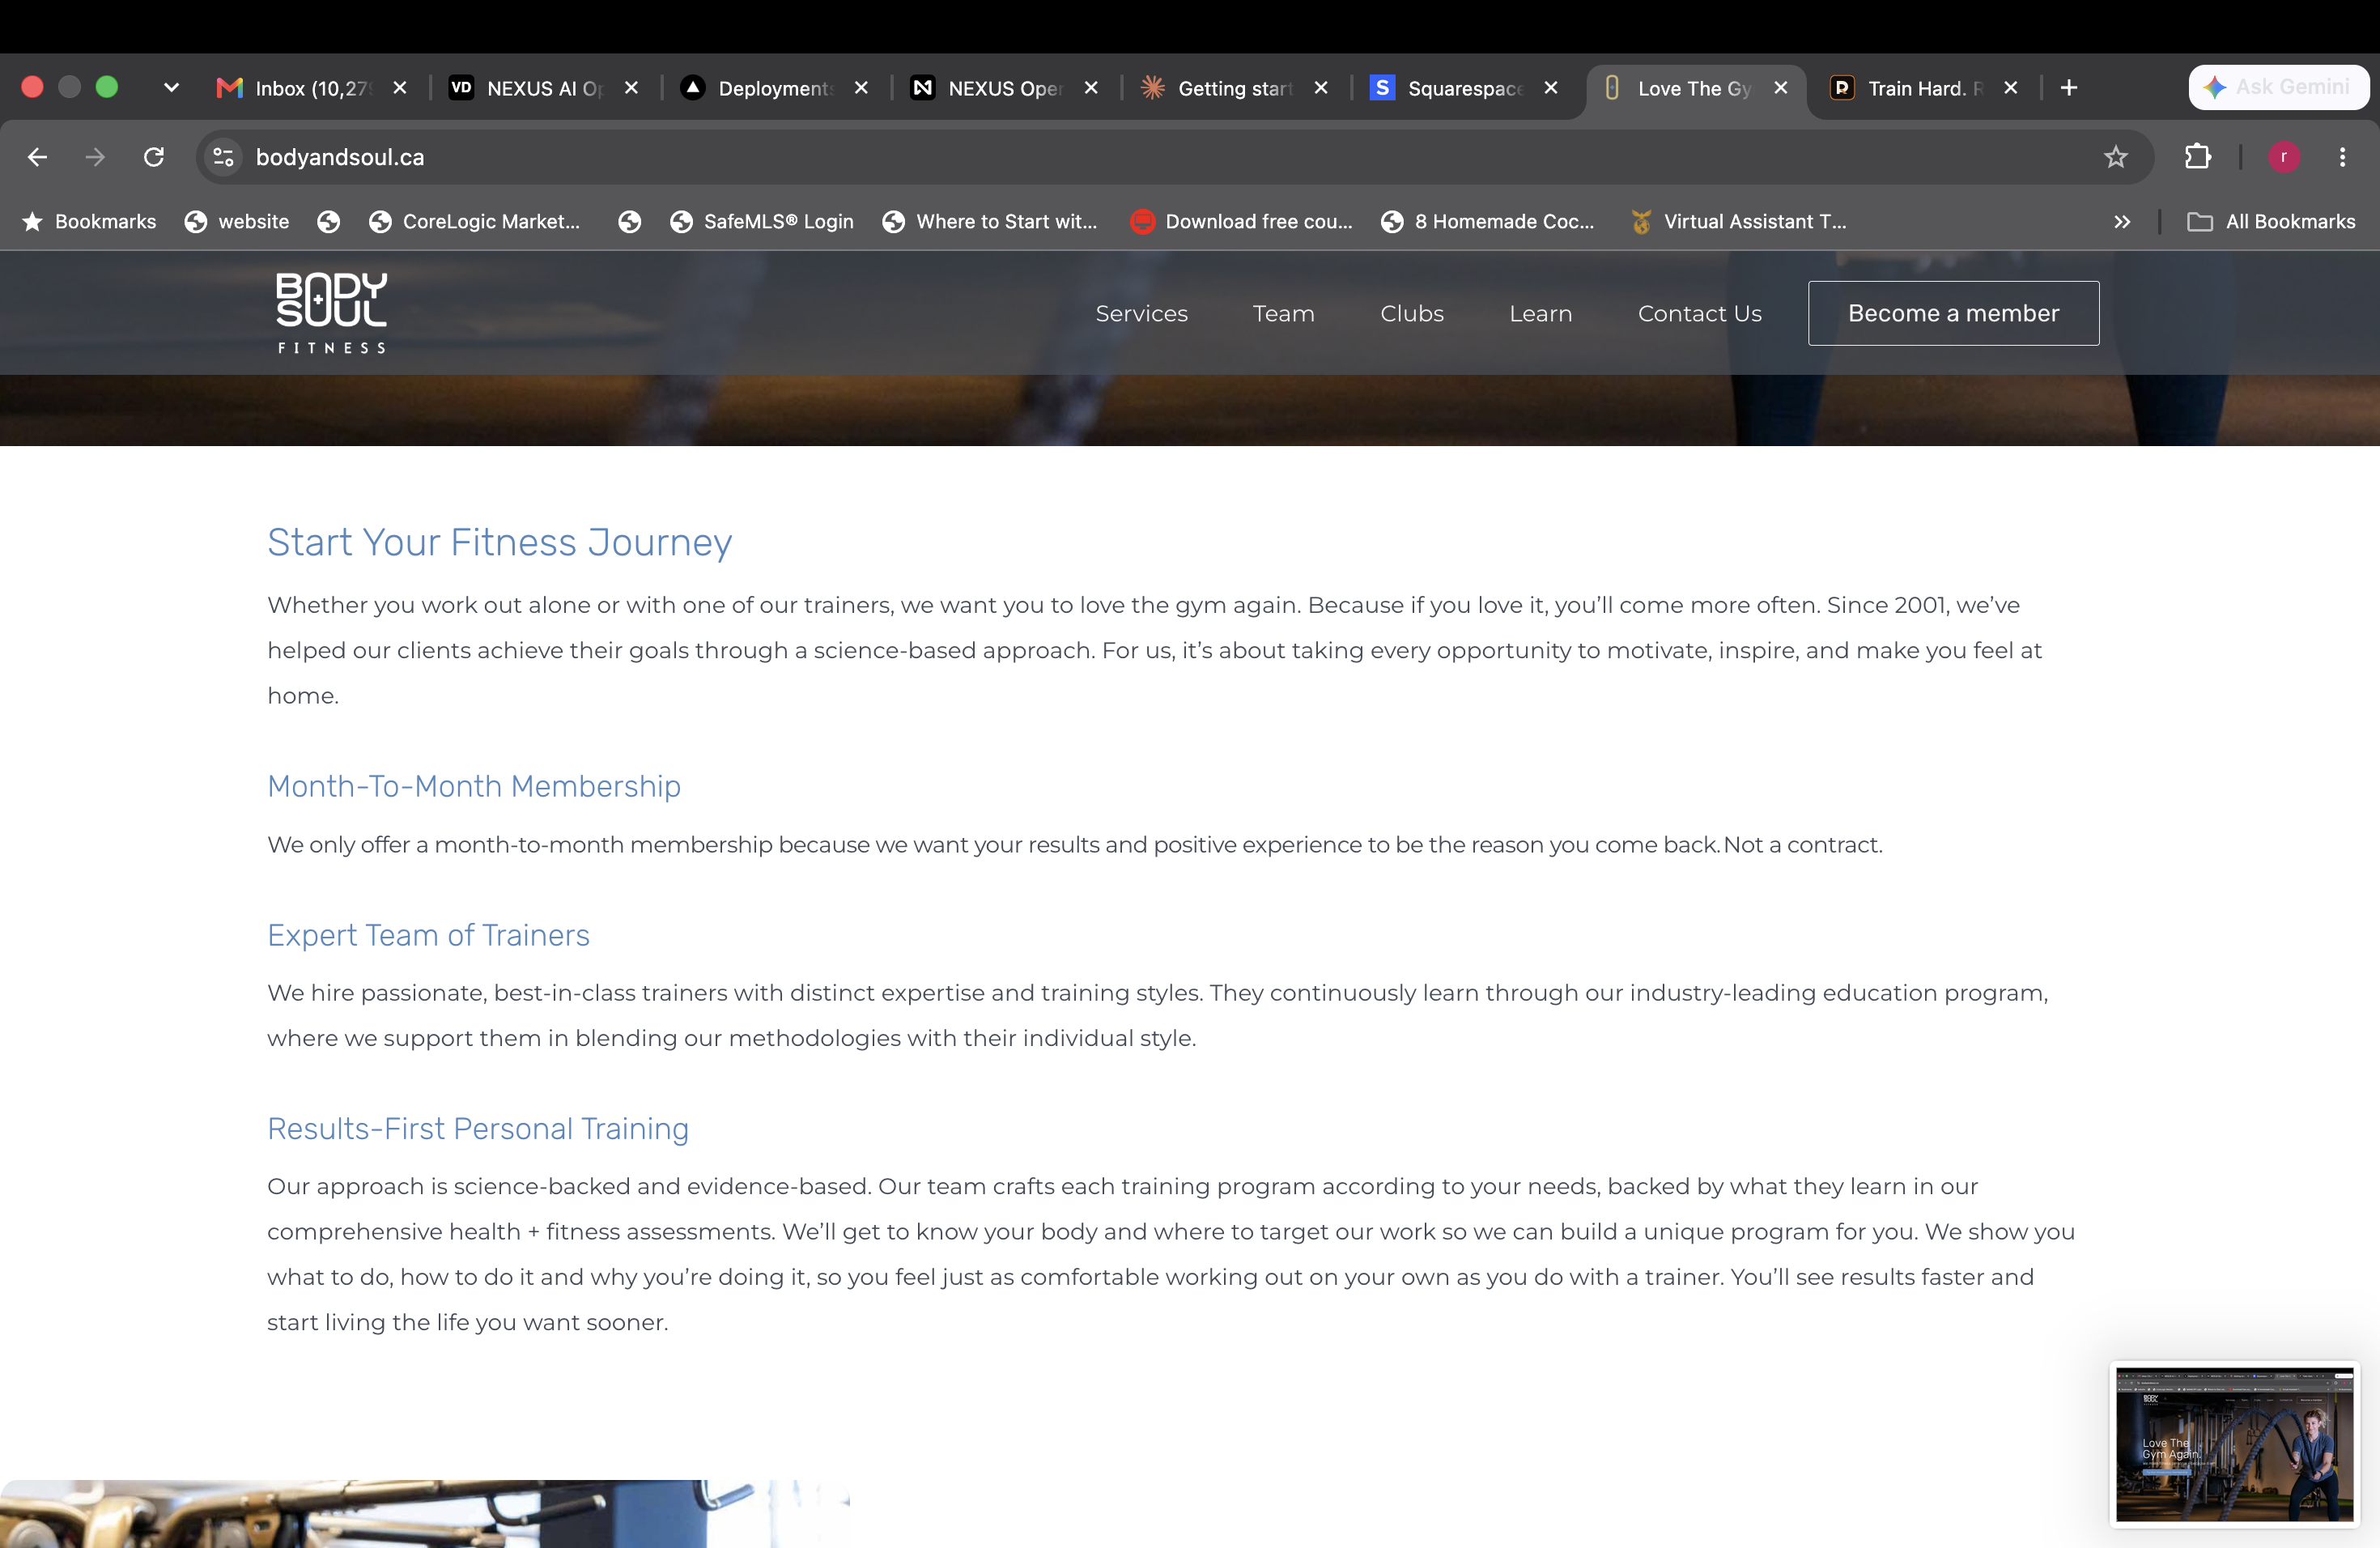 Inbox (10,279
NEXUS AI Op
Deployments
NEXUS Oper
Getting start
Squarespace
Love The Gy
Train Hard. R
Ask Gemini
bodyandsoul.ca
r
Bookmarks
website
CoreLogic Market...
SafeMLS® Login
Where to Start wit...
Download free cou...
8 Homemade Coc...
Virtual Assistant T...
All Bookmarks
BODY
SOUL
FITNESS
Services
Team
Clubs
Learn
Contact Us
Become a member
Start Your Fitness Journey
Whether you work out alone or with one of our trainers, we want you to love the gym again. Because if you love it, you’ll come more often. Since 2001, we’ve
helped our clients achieve their goals through a science-based approach. For us, it’s about taking every opportunity to motivate, inspire, and make you feel at
home.
Month-To-Month Membership
We only offer a month-to-month membership because we want your results and positive experience to be the reason you come back. Not a contract.
Expert Team of Trainers
We hire passionate, best-in-class trainers with distinct expertise and training styles. They continuously learn through our industry-leading education program,
where we support them in blending our methodologies with their individual style.
Results-First Personal Training
Our approach is science-backed and evidence-based. Our team crafts each training program according to your needs, backed by what they learn in our
comprehensive health + fitness assessments. We’ll get to know your body and where to target our work so we can build a unique program for you. We show you
what to do, how to do it and why you’re doing it, so you feel just as comfortable working out on your own as you do with a trainer. You’ll see results faster and
start living the life you want sooner.
Love The
Gym Again.